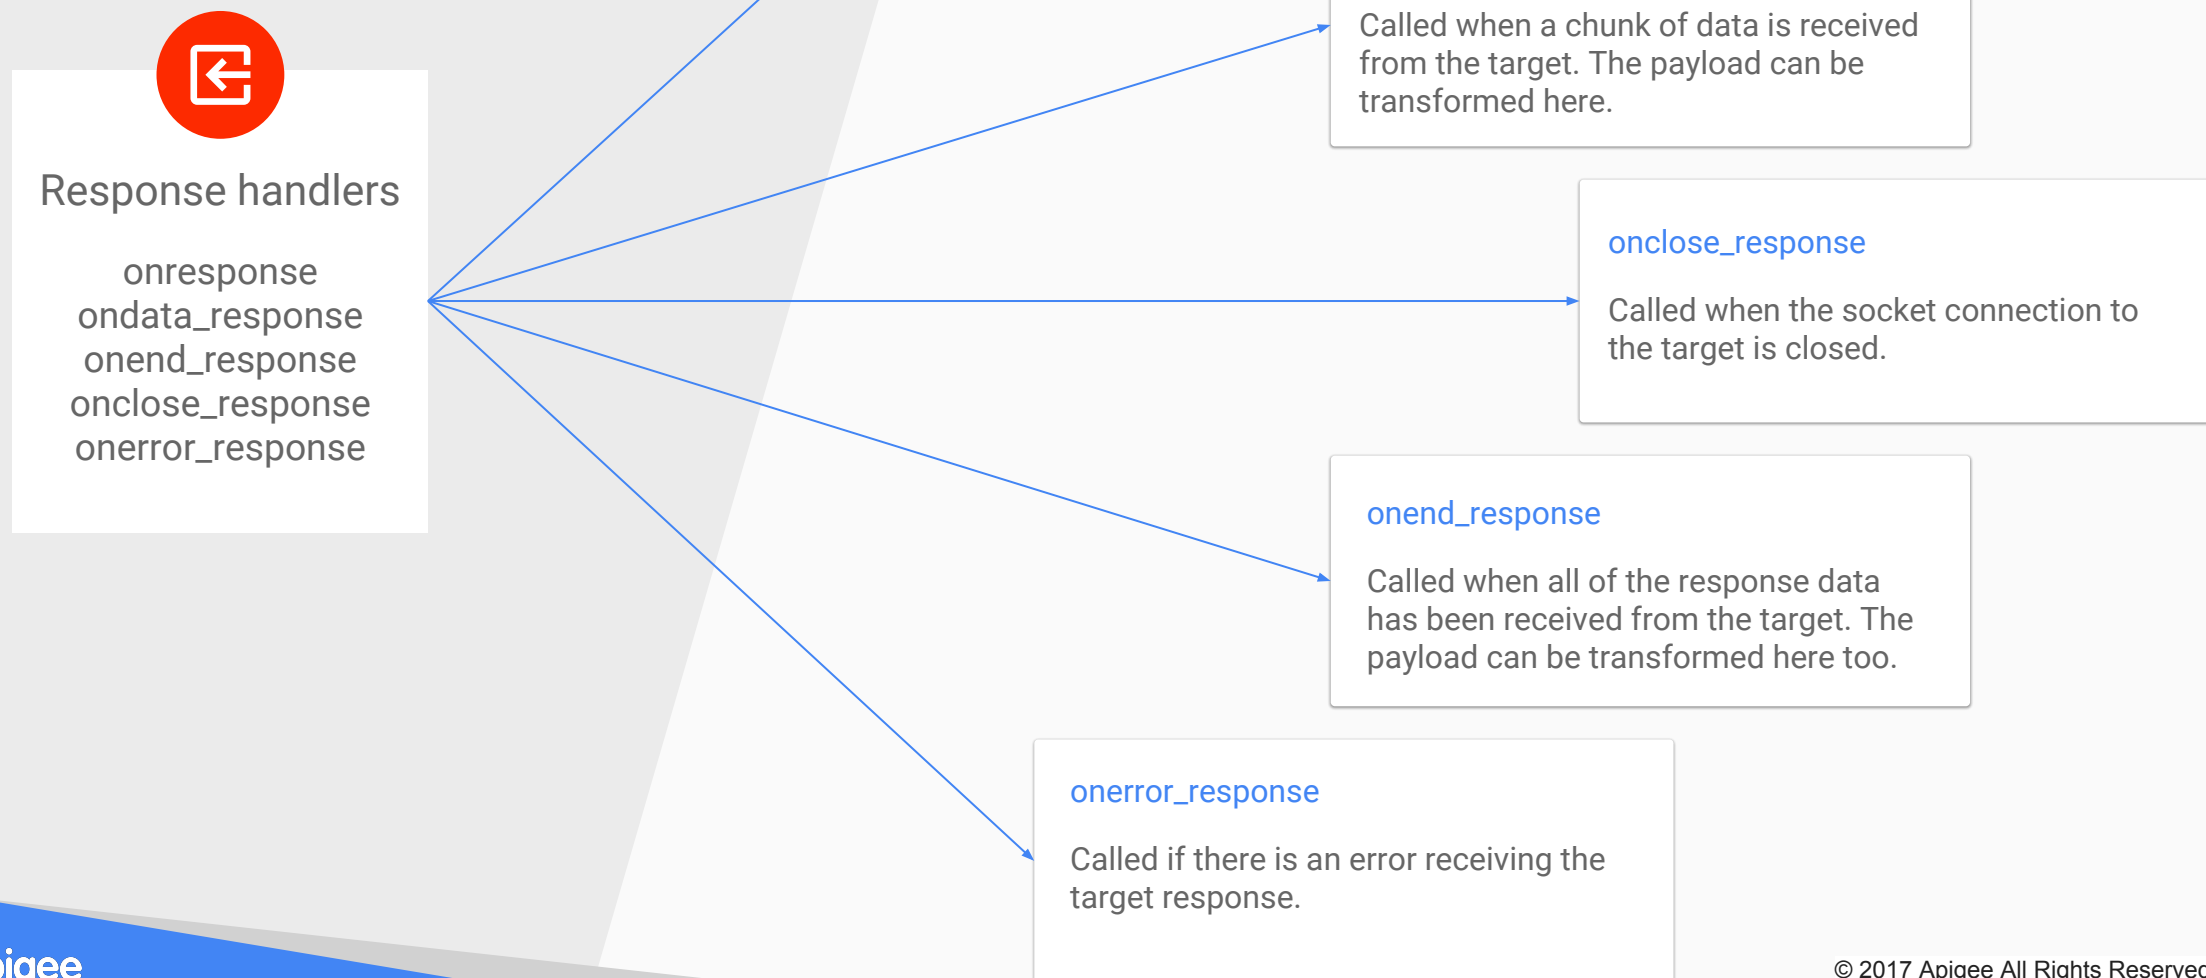 Response handlers
onresponse
ondata_response
onend_response
onclose_response
onerror_response
Called when a chunk of data is received
from the target. The payload can be
transformed here.
onclose_response
Called when the socket connection to
the target is closed.
onend_response
Called when all of the response data
has been received from the target. The
payload can be transformed here too.
onerror_response
Called if there is an error receiving the
target response.
© 2017 Apigee All Rights Reserved